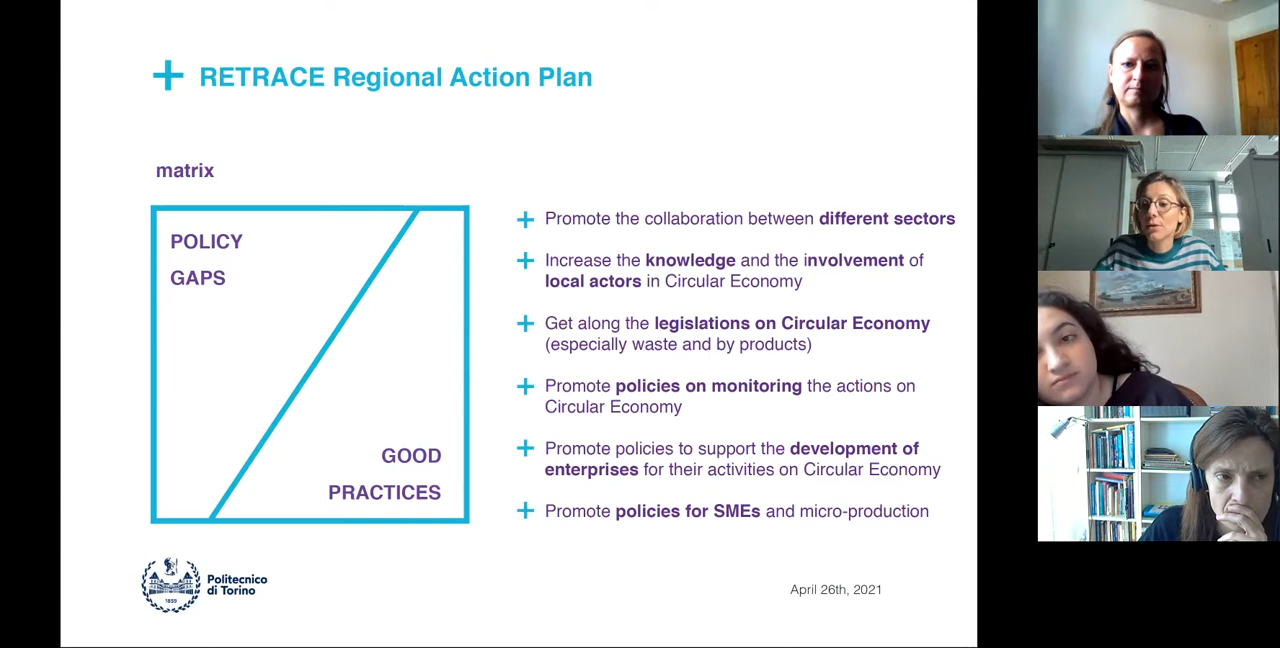 RETRACE Regional Action Plan
matrix
POLICY
GAPS
GOOD
PRACTICES
Promote the collaboration between different sectors
Increase the knowledge and the involvement of
local actors in Circular Economy
Get along the legislations on Circular Economy
(especially waste and by products)
Promote policies on monitoring the actions on
Circular Economy
Promote policies to support the development of
enterprises for their activities on Circular Economy
Promote policies for SMEs and micro-production
1859
Politecnico
di Torino
April 26th, 2021